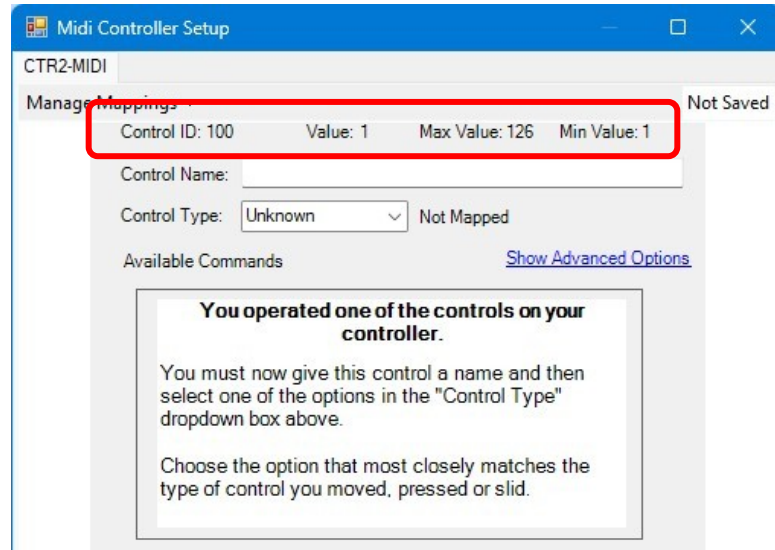 Midi Controller Setup
CTR2-MIDI
Manage Mappings
Not Saved
Control ID: 100 Value: 1 Max Value: 126 Min Value: 1
Control Name:
Control Type: Unknown Not Mapped
Available Commands Show Advanced Options
You operated one of the controls on your
controller.
You must now give this control a name and then
select one of the options in the "Control Type"
dropdown box above.
Choose the option that most closely matches the
type of control you moved, pressed or slid.